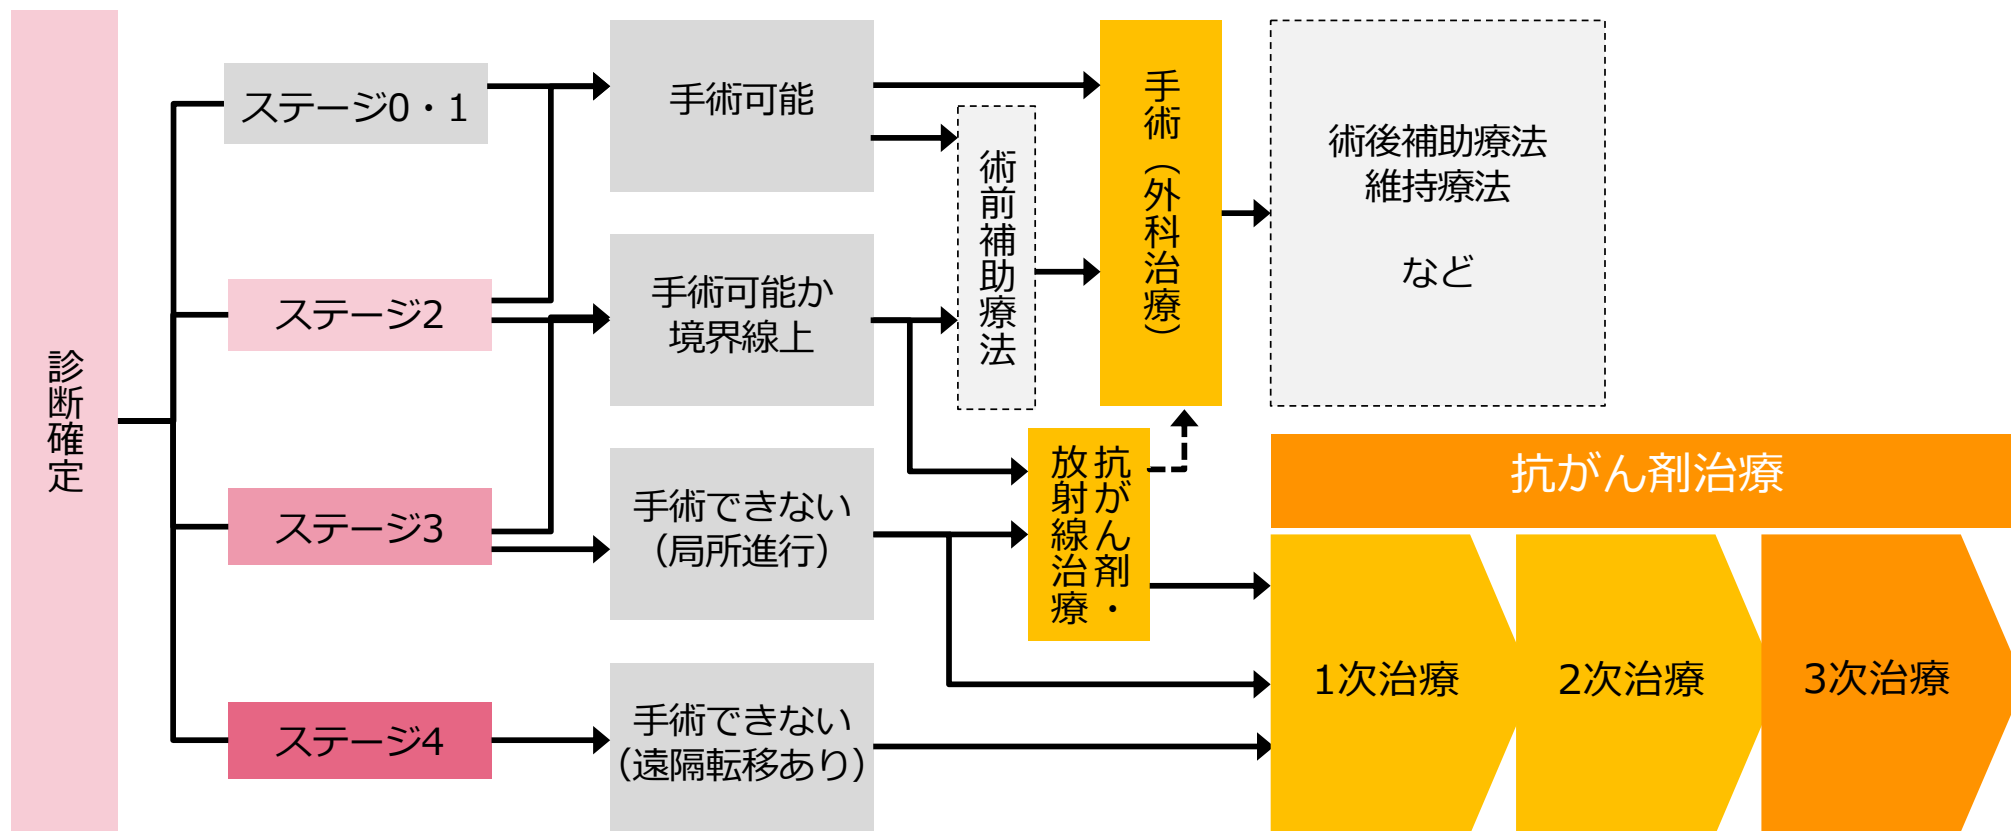 診断確定
ステージ0・1
ステージ2
ステージ3
ステージ4
手術可能
手術可能か
境界線上
手術できない
（局所進行）
手術できない
（遠隔転移あり）
術前補助療法
手術（外科治療）
抗がん剤・
放射線治療
術後補助療法
維持療法
など
抗がん剤治療
1次治療
2次治療
3次治療